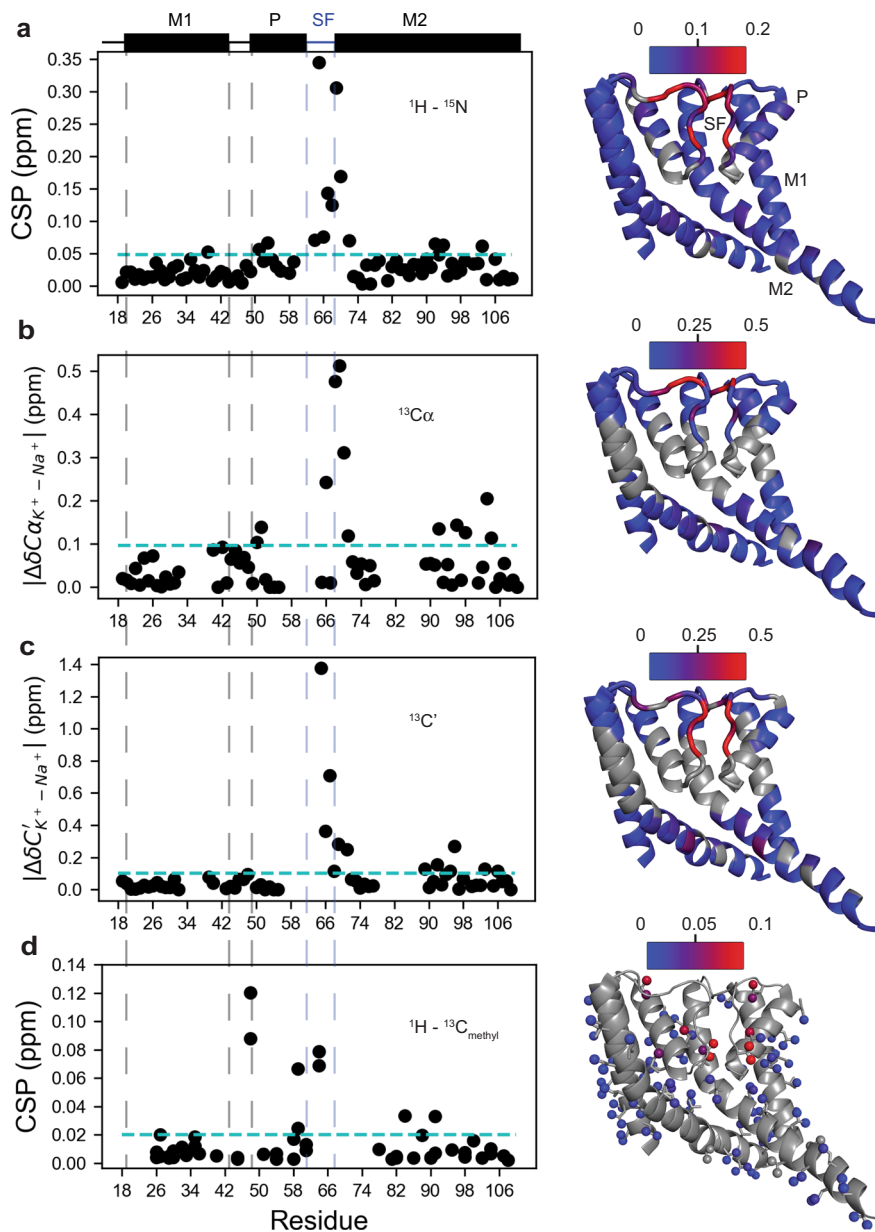 M1 P SF M2
a
0.35
0.30
0.25
0.20
0.15
0.10
0.05
0.00
CSP (ppm)
¹H - ¹⁵N
18 26 34 42 50 58 66 74 82 90 98 106
0 0.1 0.2
P
SF
M1
M2
b
0.5
0.4
0.3
0.2
0.1
0.0
|ΔδCα K⁺ − Na⁺| (ppm)
¹³Cα
18 26 34 42 50 58 66 74 82 90 98 106
0 0.25 0.5
c
1.4
1.2
1.0
0.8
0.6
0.4
0.2
0.0
|ΔδC′ K⁺ − Na⁺| (ppm)
¹³C'
18 26 34 42 50 58 66 74 82 90 98 106
0 0.25 0.5
d
0.14
0.12
0.10
0.08
0.06
0.04
0.02
0.00
CSP (ppm)
¹H - ¹³C methyl
18 26 34 42 50 58 66 74 82 90 98 106
Residue
0 0.05 0.1